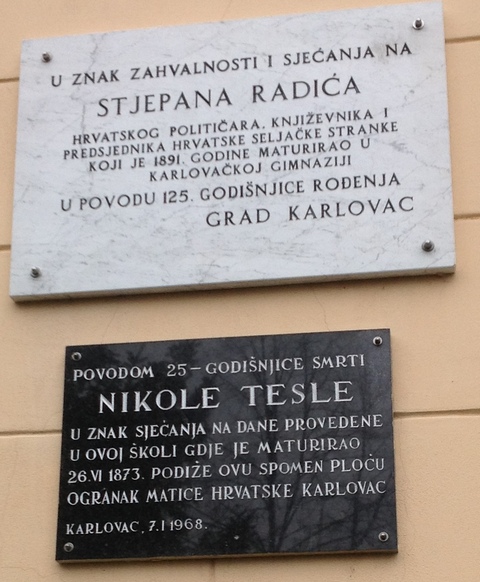 U ZNAK ZAHVALNOSTI I SJEĆANJA NA
STJEPANA RADIĆA
HRVATSKOG POLITIČARA, KNJIŽEVNIKA I
PREDSJEDNIKA HRVATSKE SELJAČKE STRANKE
KOJI JE 1891. GODINE MATURIRAO U
KARLOVAČKOJ GIMNAZIJI
U POVODU 125. GODIŠNJICE ROĐENJA
GRAD KARLOVAC
POVODOM 25-GODIŠNJICE SMRTI
NIKOLE TESLE
U ZNAK SJEĆANJA NA DANE PROVEDENE
U OVOJ ŠKOLI GDJE JE MATURIRAO
26.VI 1873. PODIŽE OVU SPOMEN PLOČU
OGRANAK MATICE HRVATSKE KARLOVAC
KARLOVAC, 7.I 1968.